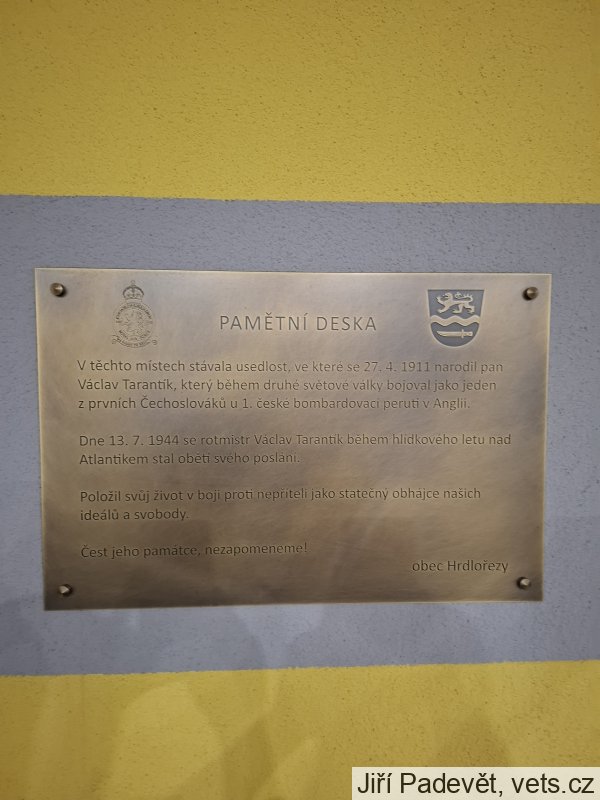 PAMĚTNÍ DESKA
V těchto místech stávala usedlost, ve které se 27. 4. 1911 narodil pan
Václav Tarantík, který během druhé světové války bojoval jako jeden
z prvních Čechoslováků u 1. české bombardovací peruti v Anglii.
Dne 13. 7. 1944 se rotmistr Václav Tarantík během hlídkového letu nad
Atlantikem stal obětí svého poslání.
Položil svůj život v boji proti nepříteli jako statečný obhájce našich
ideálů a svobody.
Čest jeho památce, nezapomeneme!
obec Hrdlořezy
Jiří Padevět, vets.cz